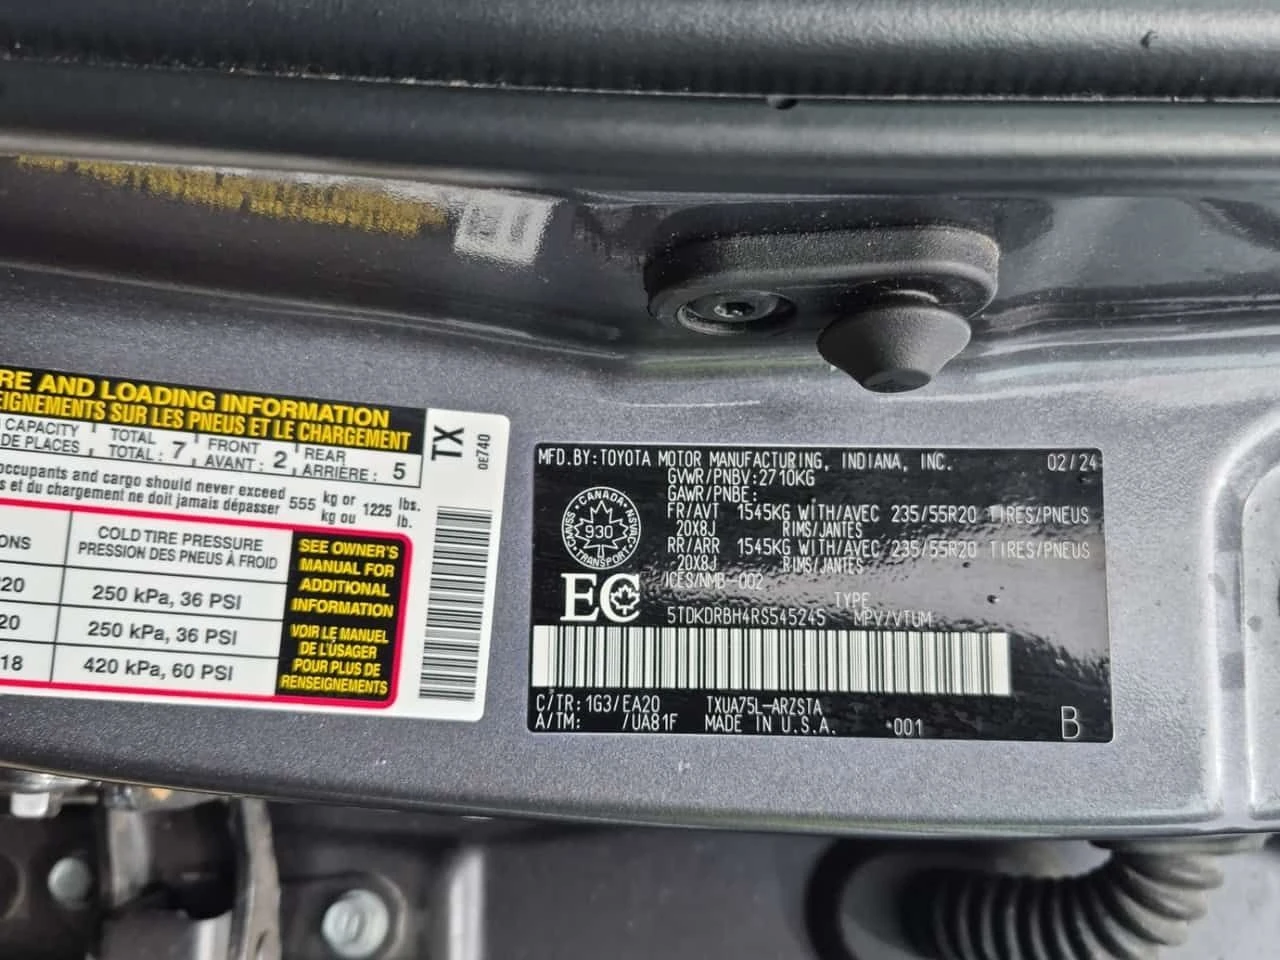 RE AND LOADING INFORMATION
EIGNEMENTS SUR LES PNEUS ET LE CHARGEMENT
CAPACITY TOTAL 7 FRONT 2 REAR 5
DE PLACES TOTAL : AVANT : ARRIÈRE :
occupants and cargo should never exceed 555 kg or 1225 lbs.
s et du chargement ne doit jamais dépasser kg ou lb.
ONS COLD TIRE PRESSURE
PRESSION DES PNEUS À FROID
20 250 kPa, 36 PSI
20 250 kPa, 36 PSI
18 420 kPa, 60 PSI
SEE OWNER'S
MANUAL FOR
ADDITIONAL
INFORMATION
VOIR LE MANUEL
DE L'ÚSAGER
POUR PLUS DE
RENSEIGNEMENTS
TX
0E740
MFD.BY:TOYOTA MOTOR MANUFACTURING, INDIANA, INC. 02/24
GVWR/PNBV:2710KG
GAWR/PNBE:
FR/AVT 1545KG WITH/AVEC 235/55R20 TIRES/PNEUS
20X8J RIMS/JANTES
RR/ARR 1545KG WITH/AVEC 235/55R20 TIRES/PNEUS
20X8J RIMS/JANTES
ICES/NMB-002
CANADA
CMVSS 930 NSVAC
TRANSPORT
EC
TYPE
5TDKDRBH4RS545245 MPV/VTUM
C/TR: 1G3/EA20 TXUA75L-ARZSTA
A/TM: /UA81F MADE IN U.S.A. *001 B